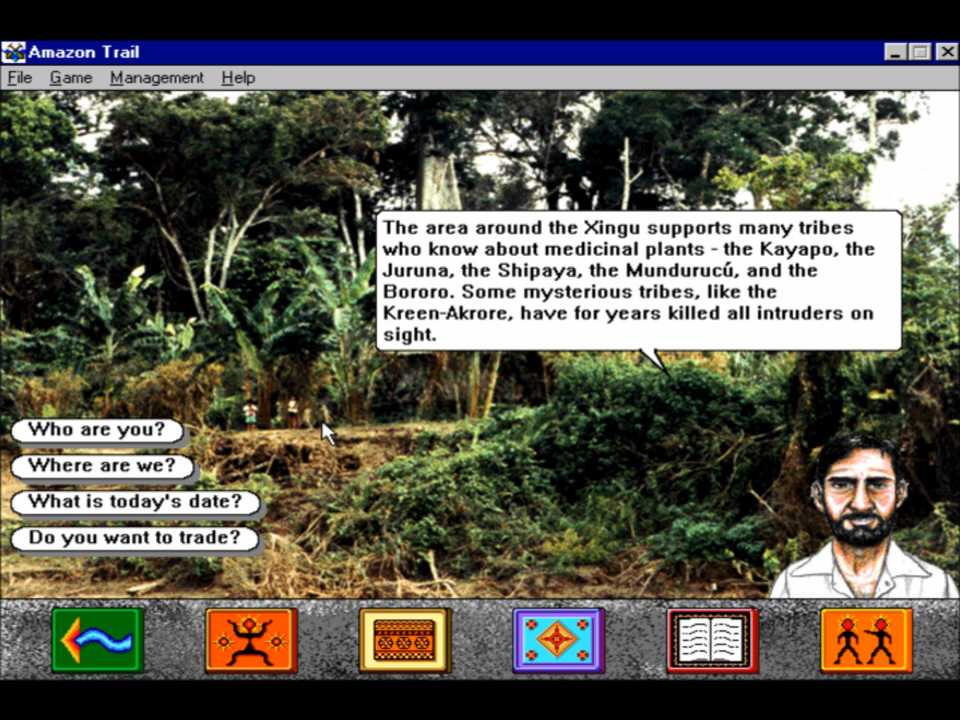 Amazon Trail
File Game Management Help
The area around the Xingu supports many tribes
who know about medicinal plants - the Kayapo, the
Juruna, the Shipaya, the Mundurucú, and the
Bororo. Some mysterious tribes, like the
Kreen-Akrore, have for years killed all intruders on
sight.
Who are you?
Where are we?
What is today's date?
Do you want to trade?